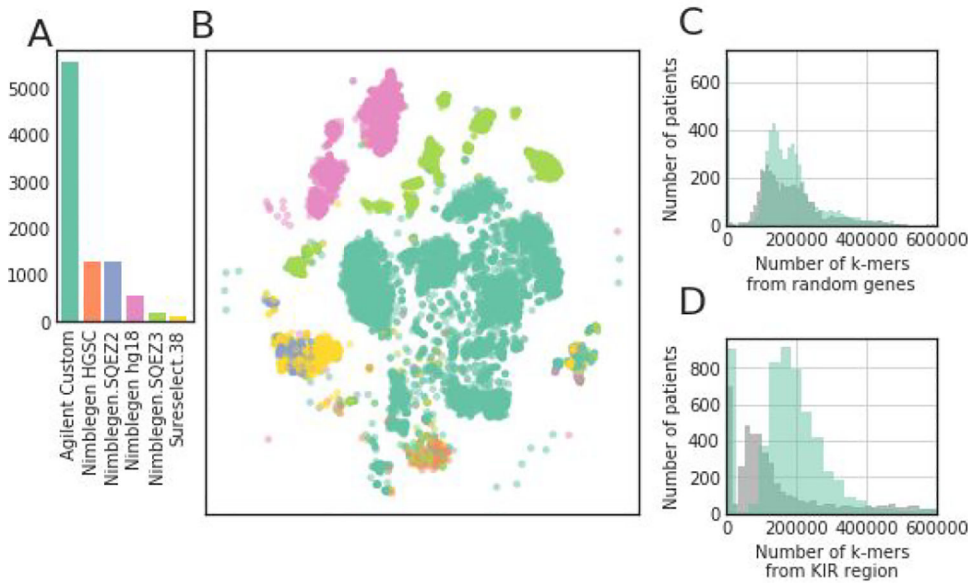 A
5000
4000
3000
2000
1000
0
Agilent Custom
Nimblegen HGSC
Nimblegen.SQEZ2
Nimblegen hg18
Nimblegen.SQEZ3
Sureselect.38
B
C
Number of patients
600
400
200
0
0 200000 400000 600000
Number of k-mers
from random genes
D
Number of patients
800
600
400
200
0
0 200000 400000 600000
Number of k-mers
from KIR region